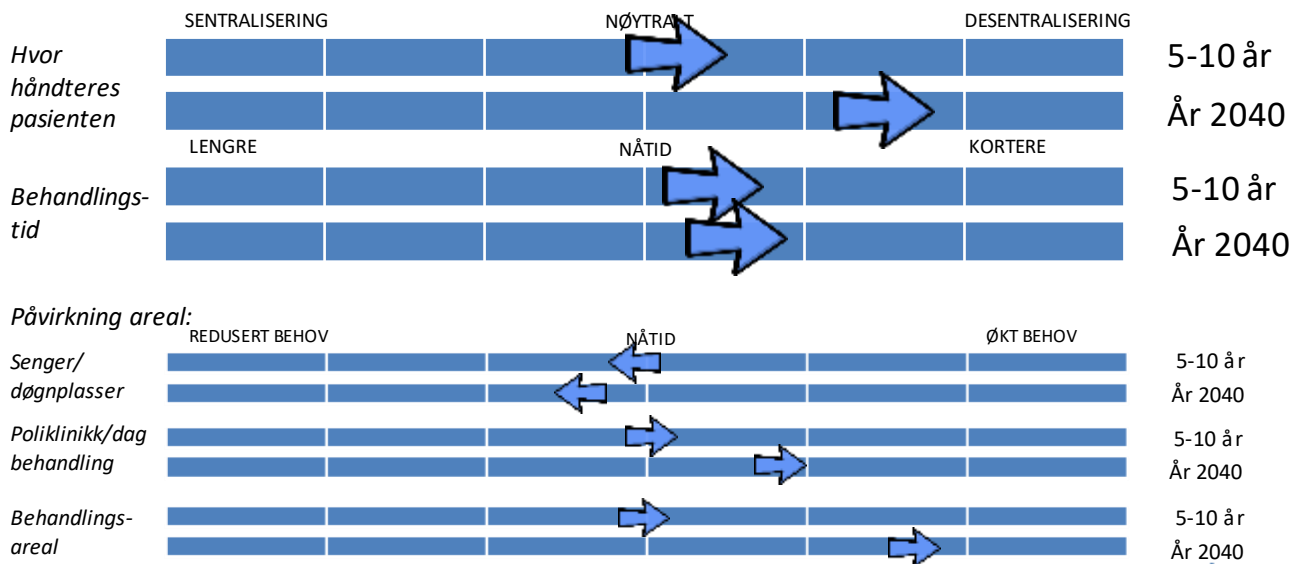 SENTRALISERING NØYTRALT DESENTRALISERING
Hvor
håndteres
pasienten
5-10 år
År 2040
LENGRE NÅTID KORTERE
Behandlings-
tid
5-10 år
År 2040
Påvirkning areal:
REDUSERT BEHOV NÅTID ØKT BEHOV
Senger/
døgnplasser
5-10 år
År 2040
Poliklinikk/dag
behandling
5-10 år
År 2040
Behandlings-
areal
5-10 år
År 2040